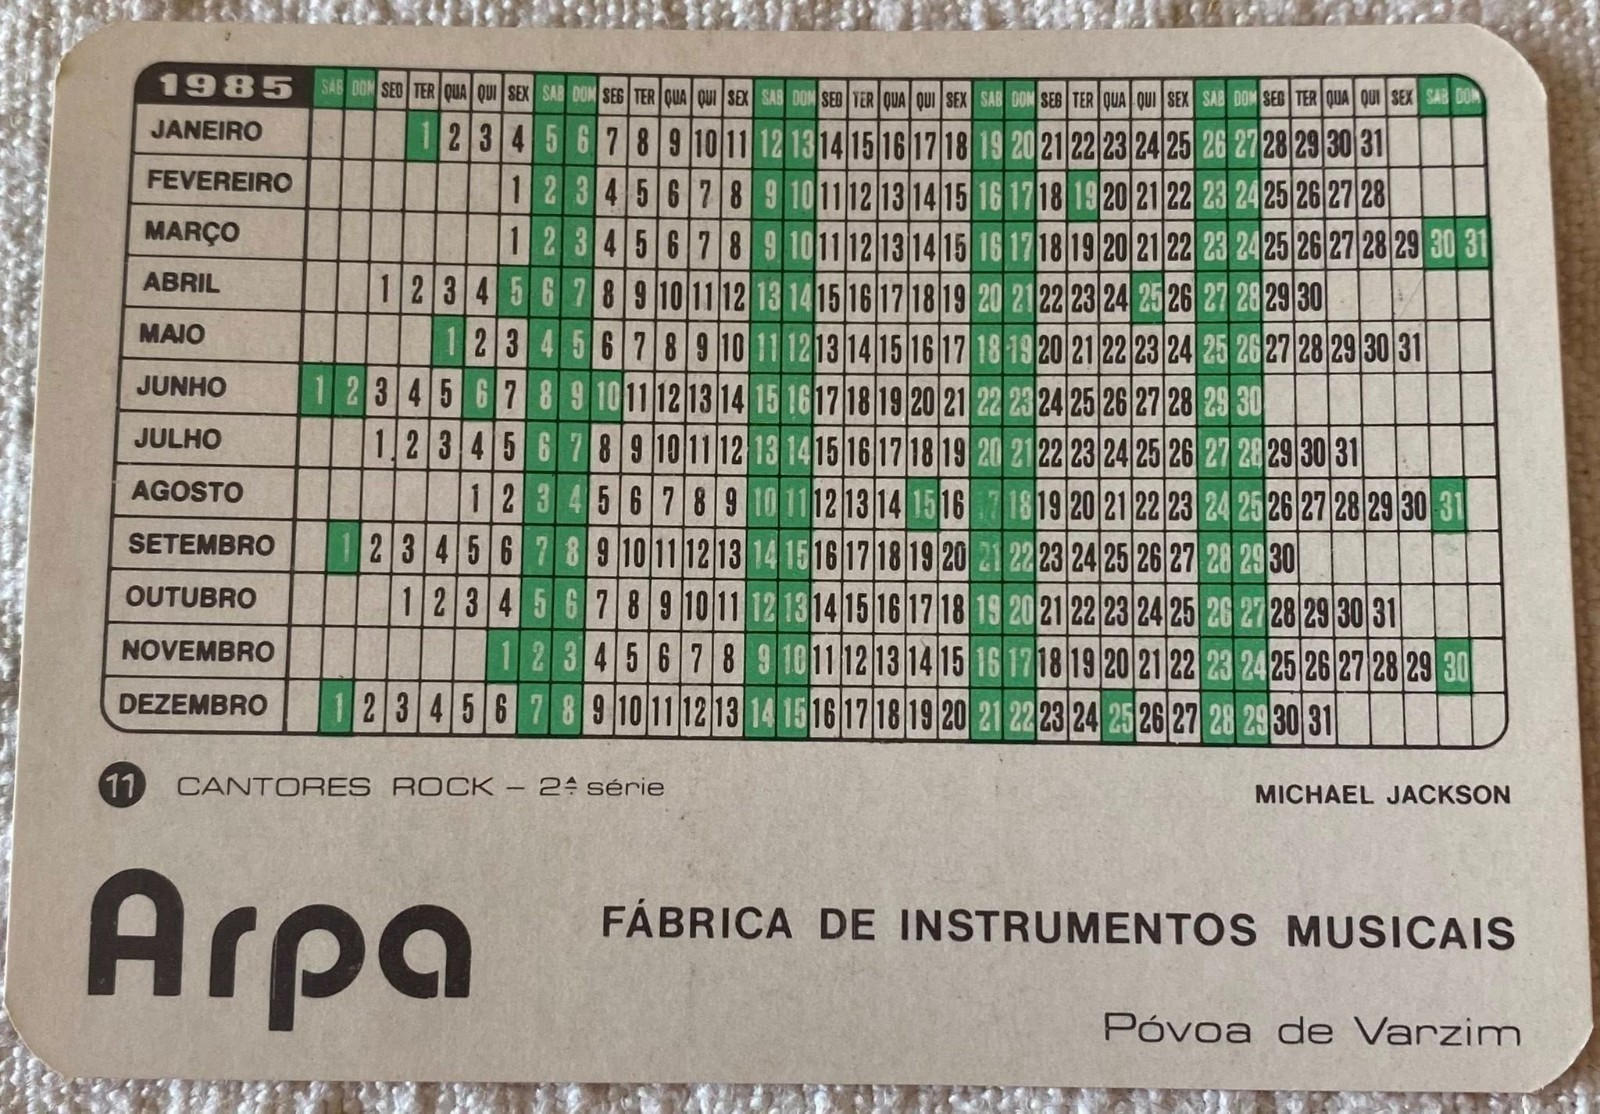 1985 SAB DOM SEG TER QUA QUI SEX SAB DOM SEG TER QUA QUI SEX SAB DOM SEG TER QUA QUI SEX SAB DOM SEG TER QUA QUI SEX SAB DOM SEG TER QUA QUI SEX SAB DOM
JANEIRO 1 2 3 4 5 6 7 8 9 10 11 12 13 14 15 16 17 18 19 20 21 22 23 24 25 26 27 28 29 30 31
FEVEREIRO 1 2 3 4 5 6 7 8 9 10 11 12 13 14 15 16 17 18 19 20 21 22 23 24 25 26 27 28
MARÇO 1 2 3 4 5 6 7 8 9 10 11 12 13 14 15 16 17 18 19 20 21 22 23 24 25 26 27 28 29 30 31
ABRIL 1 2 3 4 5 6 7 8 9 10 11 12 13 14 15 16 17 18 19 20 21 22 23 24 25 26 27 28 29 30
MAIO 1 2 3 4 5 6 7 8 9 10 11 12 13 14 15 16 17 18 19 20 21 22 23 24 25 26 27 28 29 30 31
JUNHO 1 2 3 4 5 6 7 8 9 10 11 12 13 14 15 16 17 18 19 20 21 22 23 24 25 26 27 28 29 30
JULHO 1 2 3 4 5 6 7 8 9 10 11 12 13 14 15 16 17 18 19 20 21 22 23 24 25 26 27 28 29 30 31
AGOSTO 1 2 3 4 5 6 7 8 9 10 11 12 13 14 15 16 17 18 19 20 21 22 23 24 25 26 27 28 29 30 31
SETEMBRO 1 2 3 4 5 6 7 8 9 10 11 12 13 14 15 16 17 18 19 20 21 22 23 24 25 26 27 28 29 30
OUTUBRO 1 2 3 4 5 6 7 8 9 10 11 12 13 14 15 16 17 18 19 20 21 22 23 24 25 26 27 28 29 30 31
NOVEMBRO 1 2 3 4 5 6 7 8 9 10 11 12 13 14 15 16 17 18 19 20 21 22 23 24 25 26 27 28 29 30
DEZEMBRO 1 2 3 4 5 6 7 8 9 10 11 12 13 14 15 16 17 18 19 20 21 22 23 24 25 26 27 28 29 30 31
11 CANTORES ROCK – 2ª série MICHAEL JACKSON
Arpa FÁBRICA DE INSTRUMENTOS MUSICAIS
Póvoa de Varzim